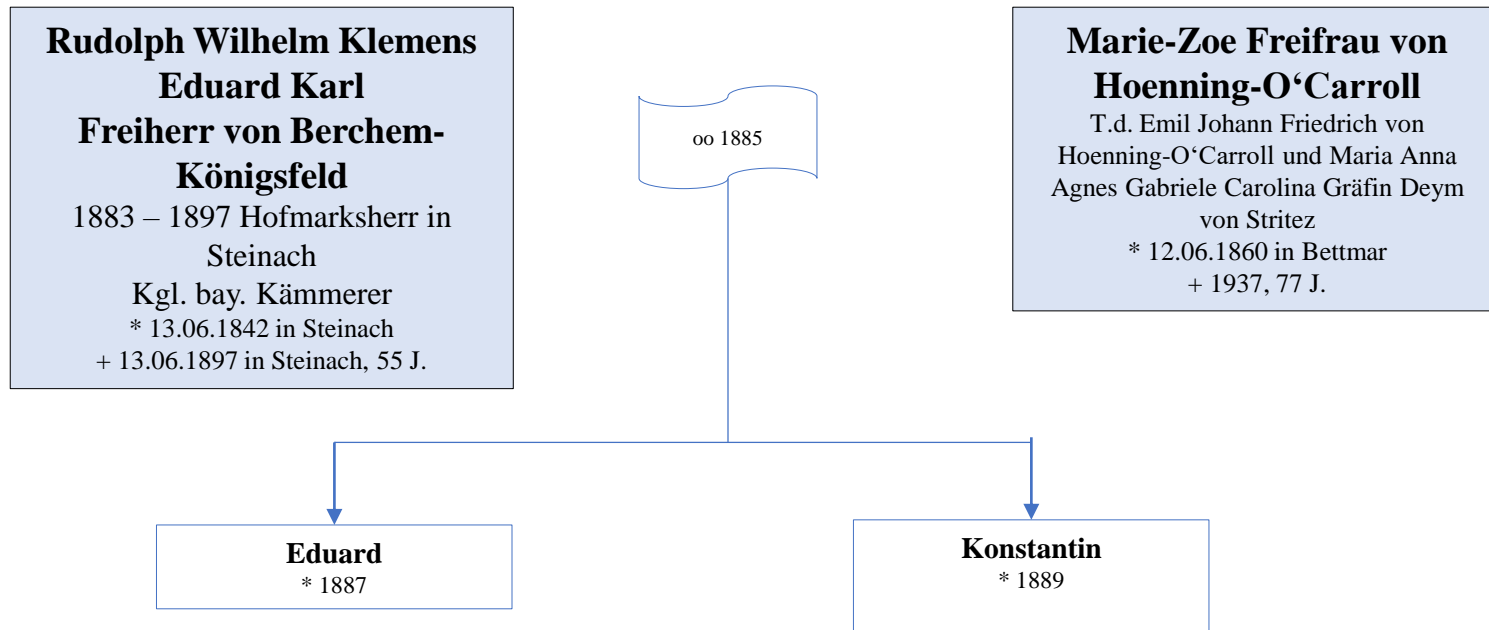 Rudolph Wilhelm Klemens
Eduard Karl
Freiherr von Berchem-
Königsfeld
1883 – 1897 Hofmarksherr in
Steinach
Kgl. bay. Kämmerer
* 13.06.1842 in Steinach
+ 13.06.1897 in Steinach, 55 J.
oo 1885
Marie-Zoe Freifrau von
Hoenning-O‘Carroll
T.d. Emil Johann Friedrich von
Hoenning-O‘Carroll und Maria Anna
Agnes Gabriele Carolina Gräfin Deym
von Stritez
* 12.06.1860 in Bettmar
+ 1937, 77 J.
Eduard
* 1887
Konstantin
* 1889